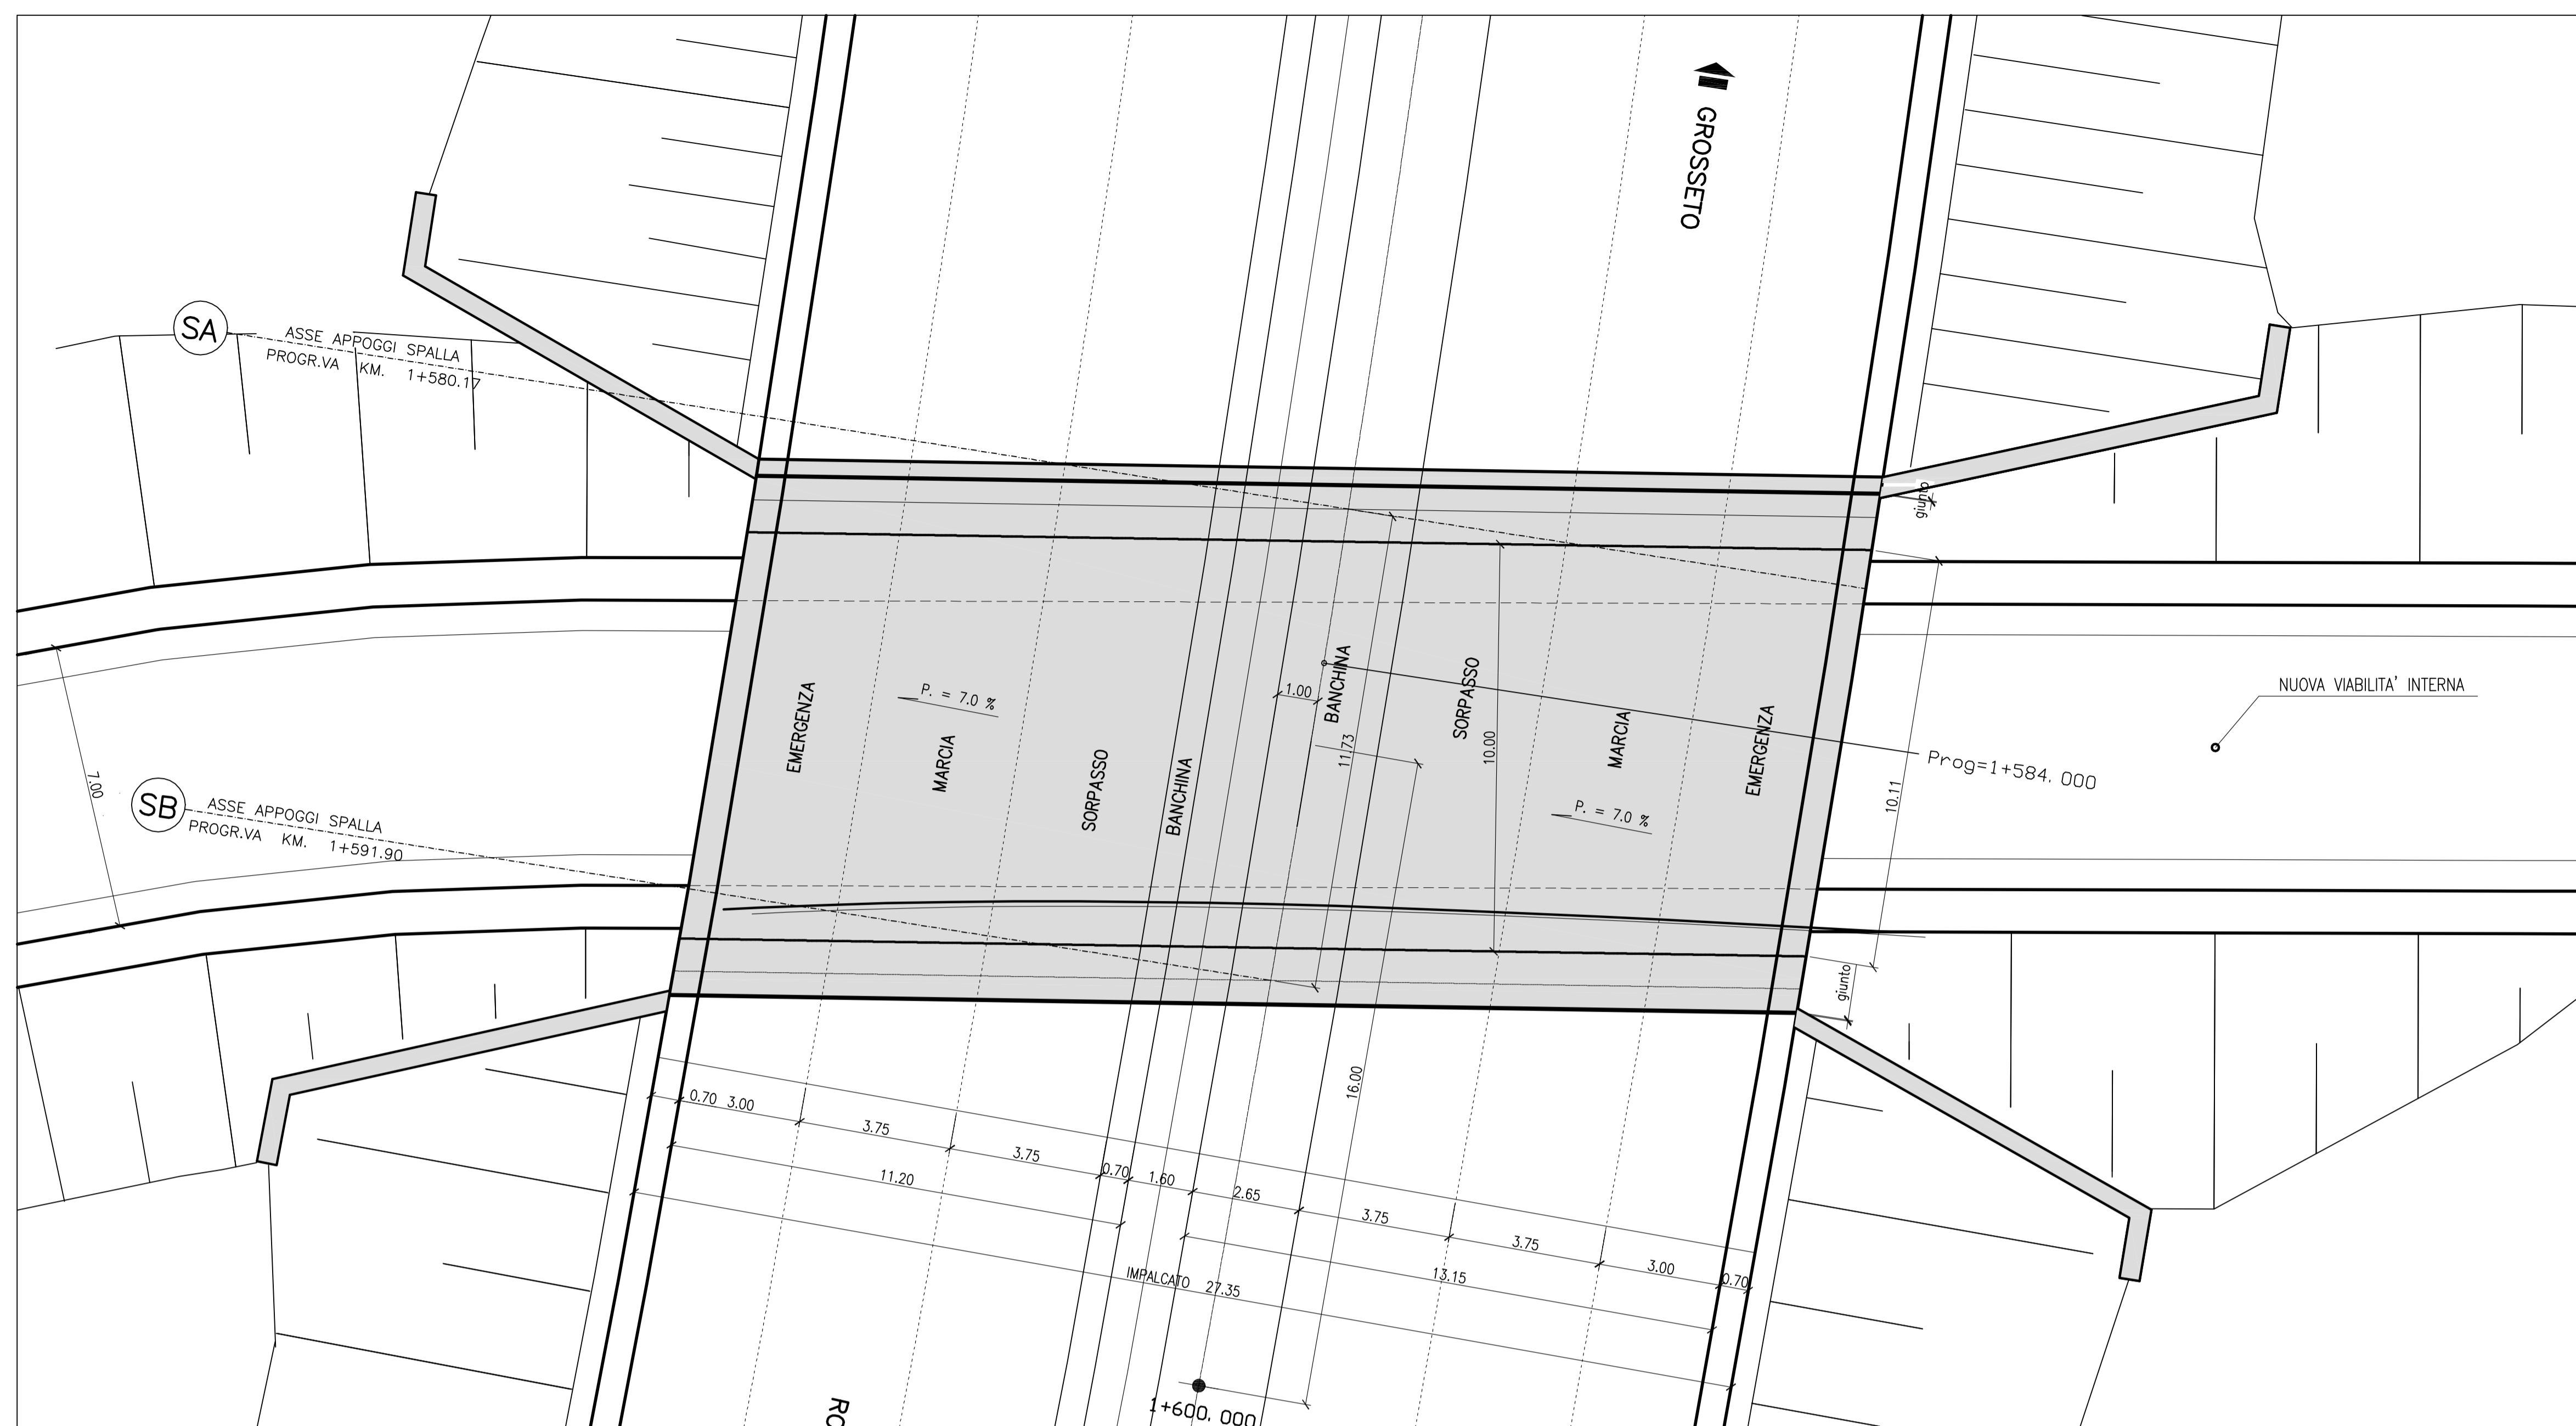 GROSSETO
SA
ASSE APPOGGI SPALLA
PROGR.VA KM. 1+580.17
giunto
NUOVA VIABILITA' INTERNA
EMERGENZA
P. = 7.0 %
MARCIA
SORPASSO
BANCHINA
1.00
BANCHINA
11.73
SORPASSO
10.00
MARCIA
EMERGENZA
P. = 7.0 %
Prog=1+584,000
10.11
7.00
SB
ASSE APPOGGI SPALLA
PROGR.VA KM. 1+591.90
giunto
16.00
0.70 3.00 3.75 3.75 0.70 1.60 2.65 3.75 3.75 3.00 0.70
11.20
13.15
IMPALCATO 27.35
1+600,000